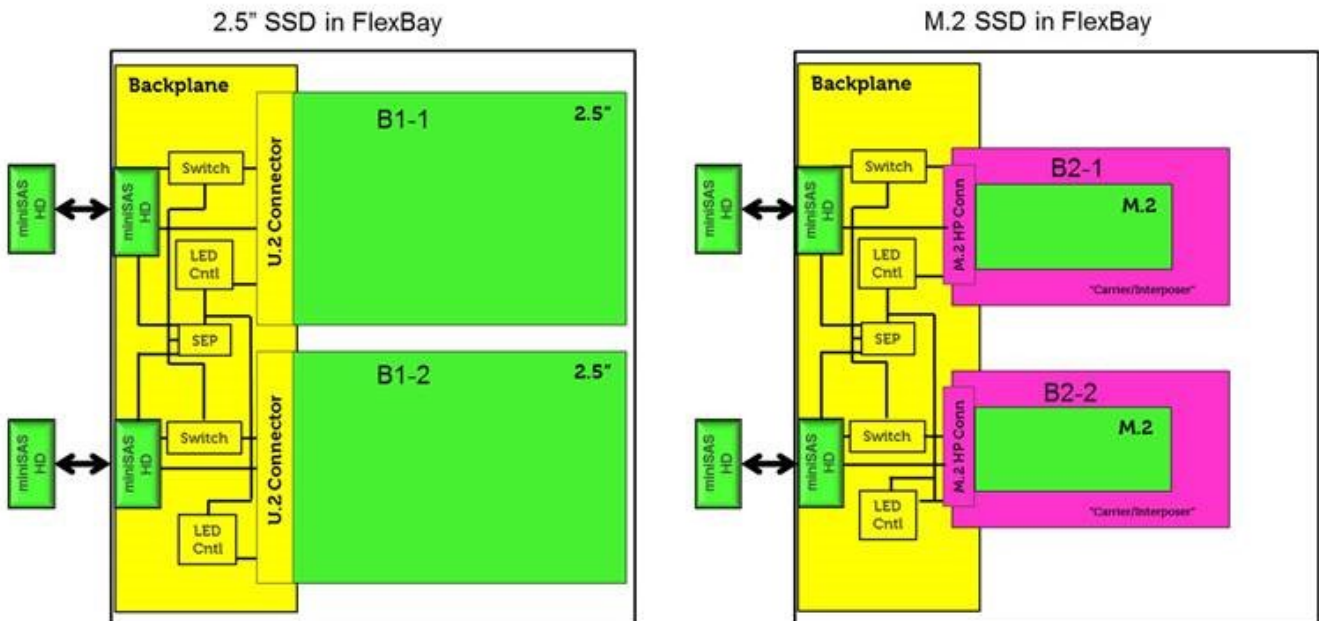 2.5” SSD in FlexBay
Backplane
B1-1
2.5”
Switch
miniSAS
HD
miniSAS
HD
U.2 Connector
LED
Cntl
SEP
B1-2
2.5”
Switch
miniSAS
HD
miniSAS
HD
U.2 Connector
LED
Cntl
M.2 SSD in FlexBay
Backplane
Switch
B2-1
M.2
miniSAS
HD
miniSAS
HD
M.2 HP Conn
LED
Cntl
"Carrier/Interposer"
SEP
B2-2
M.2
Switch
miniSAS
HD
miniSAS
HD
M.2 HP Conn
LED
Cntl
"Carrier/Interposer"